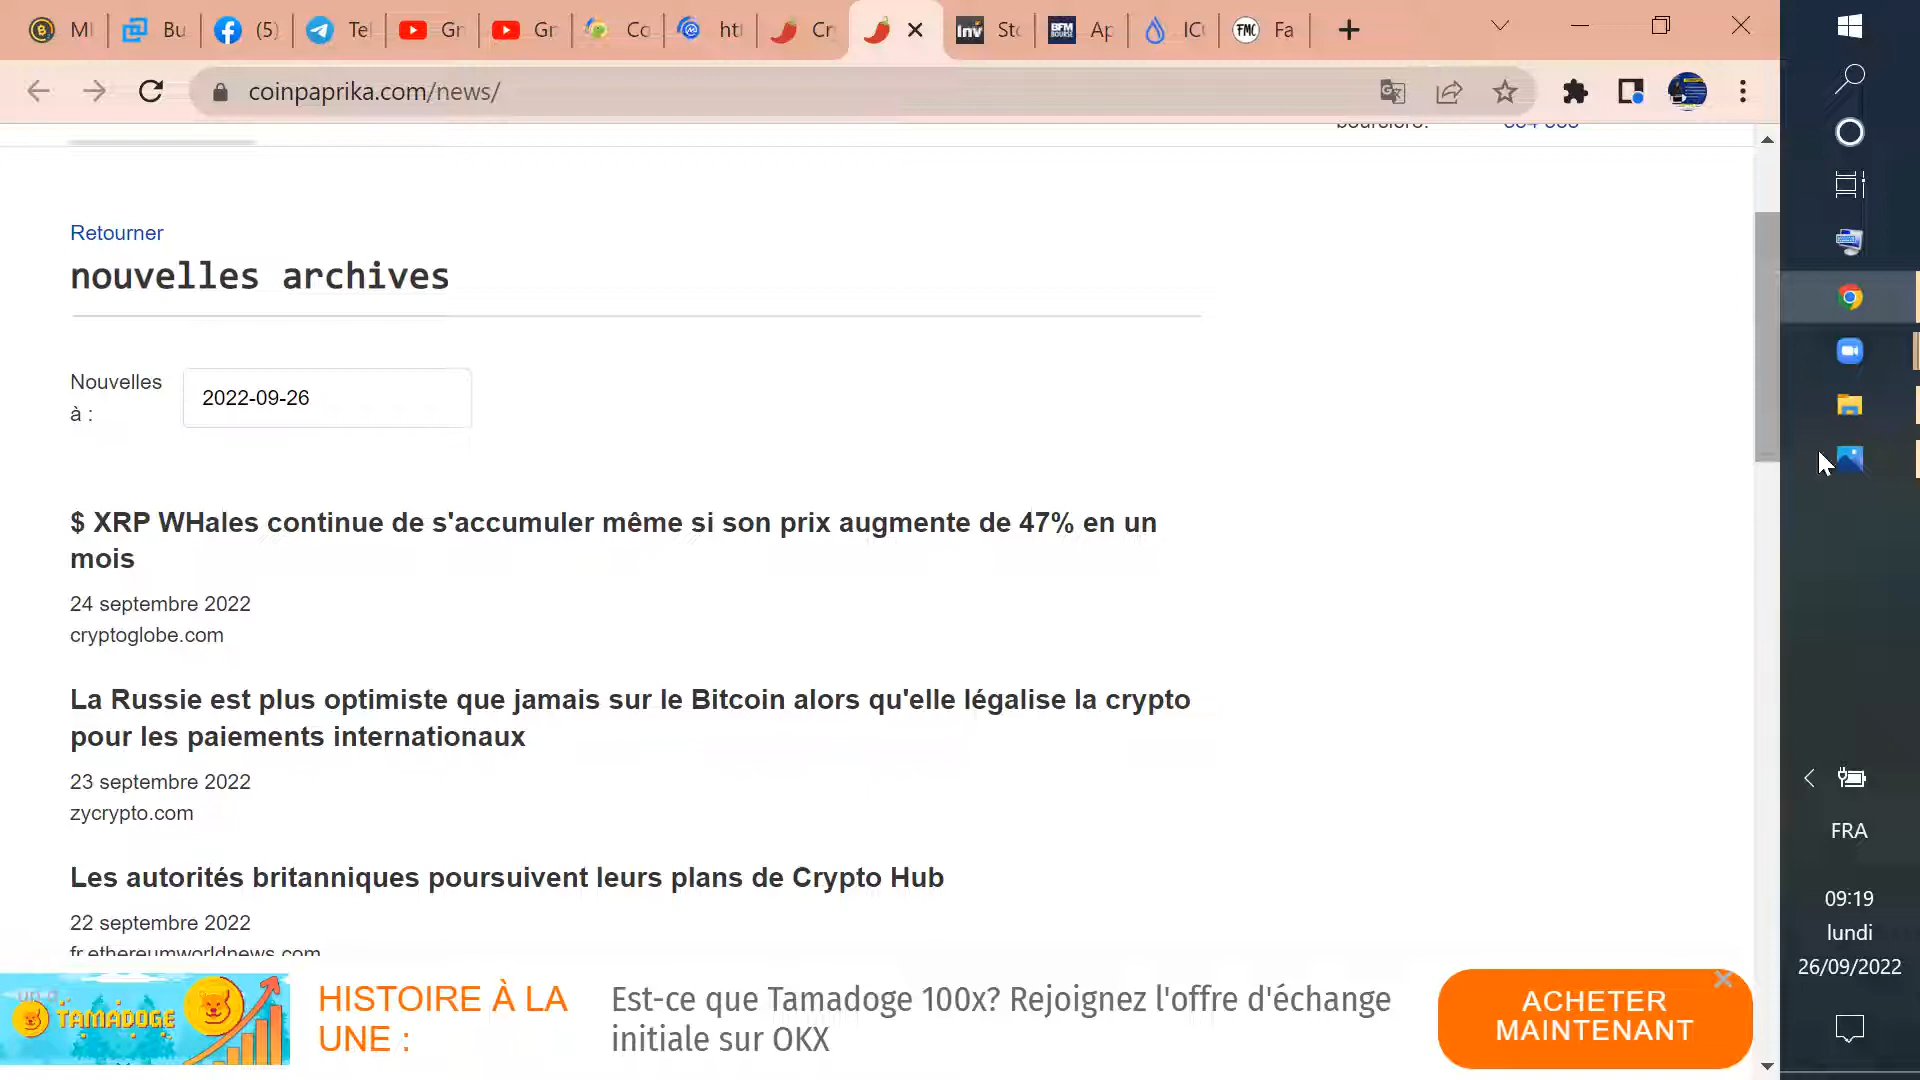 MI
Bu
(5)
Te
Gr
Gr
Co
htt
Cr
Inv Sto
BFM BOURSE Ap
IC
FMC Fa
coinpaprika.com/news/
Retourner
nouvelles archives
Nouvelles
à :
2022-09-26
$ XRP WHales continue de s'accumuler même si son prix augmente de 47% en un
mois
24 septembre 2022
cryptoglobe.com
La Russie est plus optimiste que jamais sur le Bitcoin alors qu'elle légalise la crypto
pour les paiements internationaux
23 septembre 2022
zycrypto.com
Les autorités britanniques poursuivent leurs plans de Crypto Hub
22 septembre 2022
fr.ethereumworldnews.com
TAMADOGE
HISTOIRE À LA
UNE :
Est-ce que Tamadoge 100x? Rejoignez l'offre d'échange
initiale sur OKX
ACHETER
MAINTENANT
FRA
09:19
lundi
26/09/2022